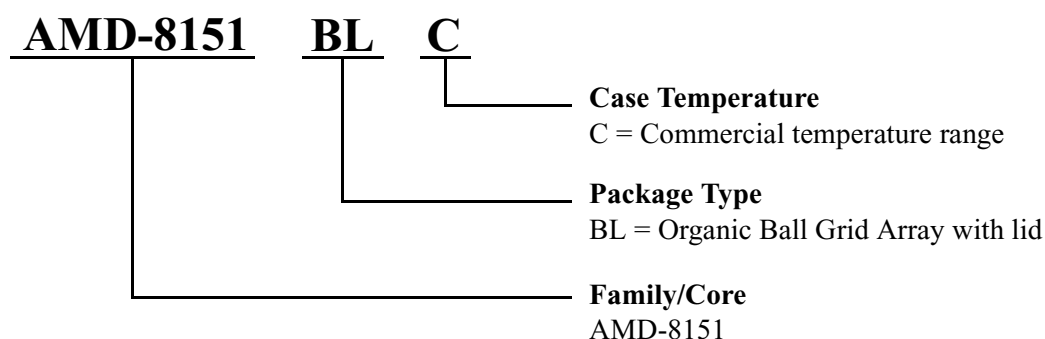 AMD-8151 BL C
Case Temperature
C = Commercial temperature range
Package Type
BL = Organic Ball Grid Array with lid
Family/Core
AMD-8151